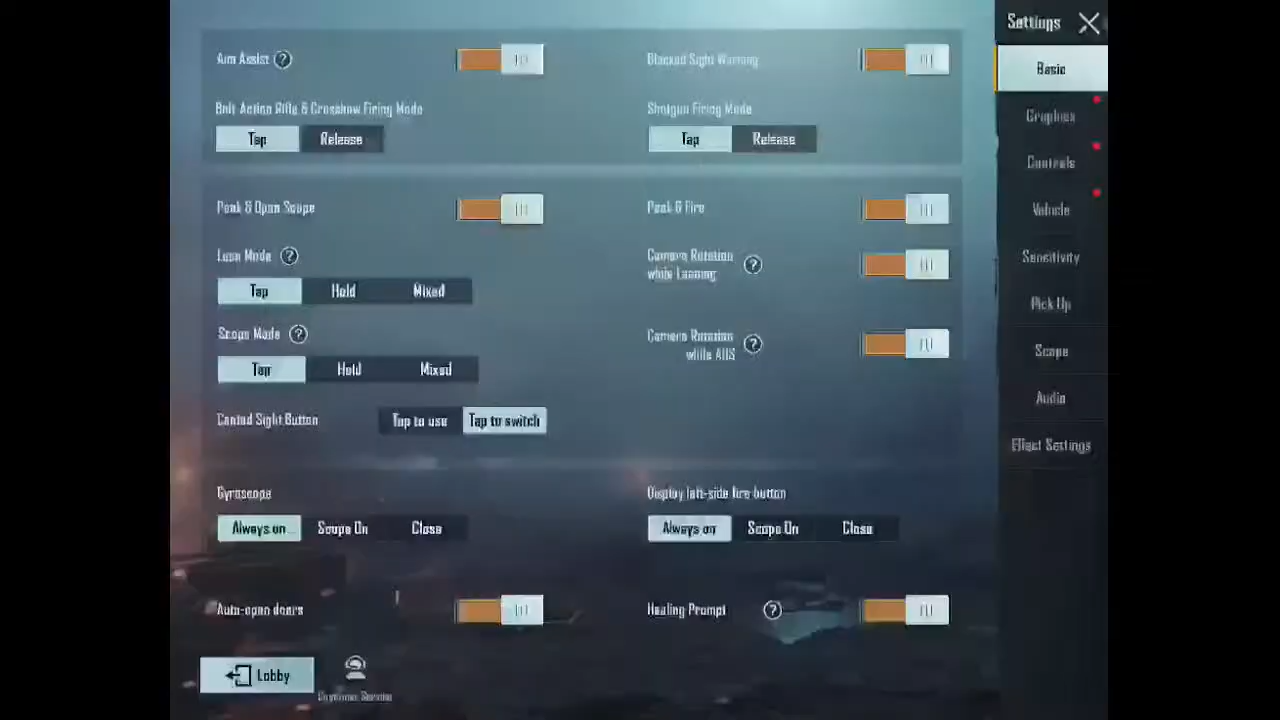 Settings
Basic
Graphics
Controls
Vehicle
Sensitivity
Pick Up
Scope
Audio
Effect Settings
Aim Assist ?
Blocked Sight Warning
Bolt Action Rifle & Crossbow Firing Mode
Tap Release
Shotgun Firing Mode
Tap Release
Peak & Open Scope
Peak & Fire
Lean Mode ?
Tap Hold Mixed
Camera Rotation
while Leaning ?
Scope Mode ?
Tap Hold Mixed
Camera Rotation
while ADS ?
Canted Sight Button
Tap to use Tap to switch
Gyroscope
Always on Scope On Close
Display left-side fire button
Always on Scope On Close
Auto-open doors
Healing Prompt ?
Lobby
Customer Service